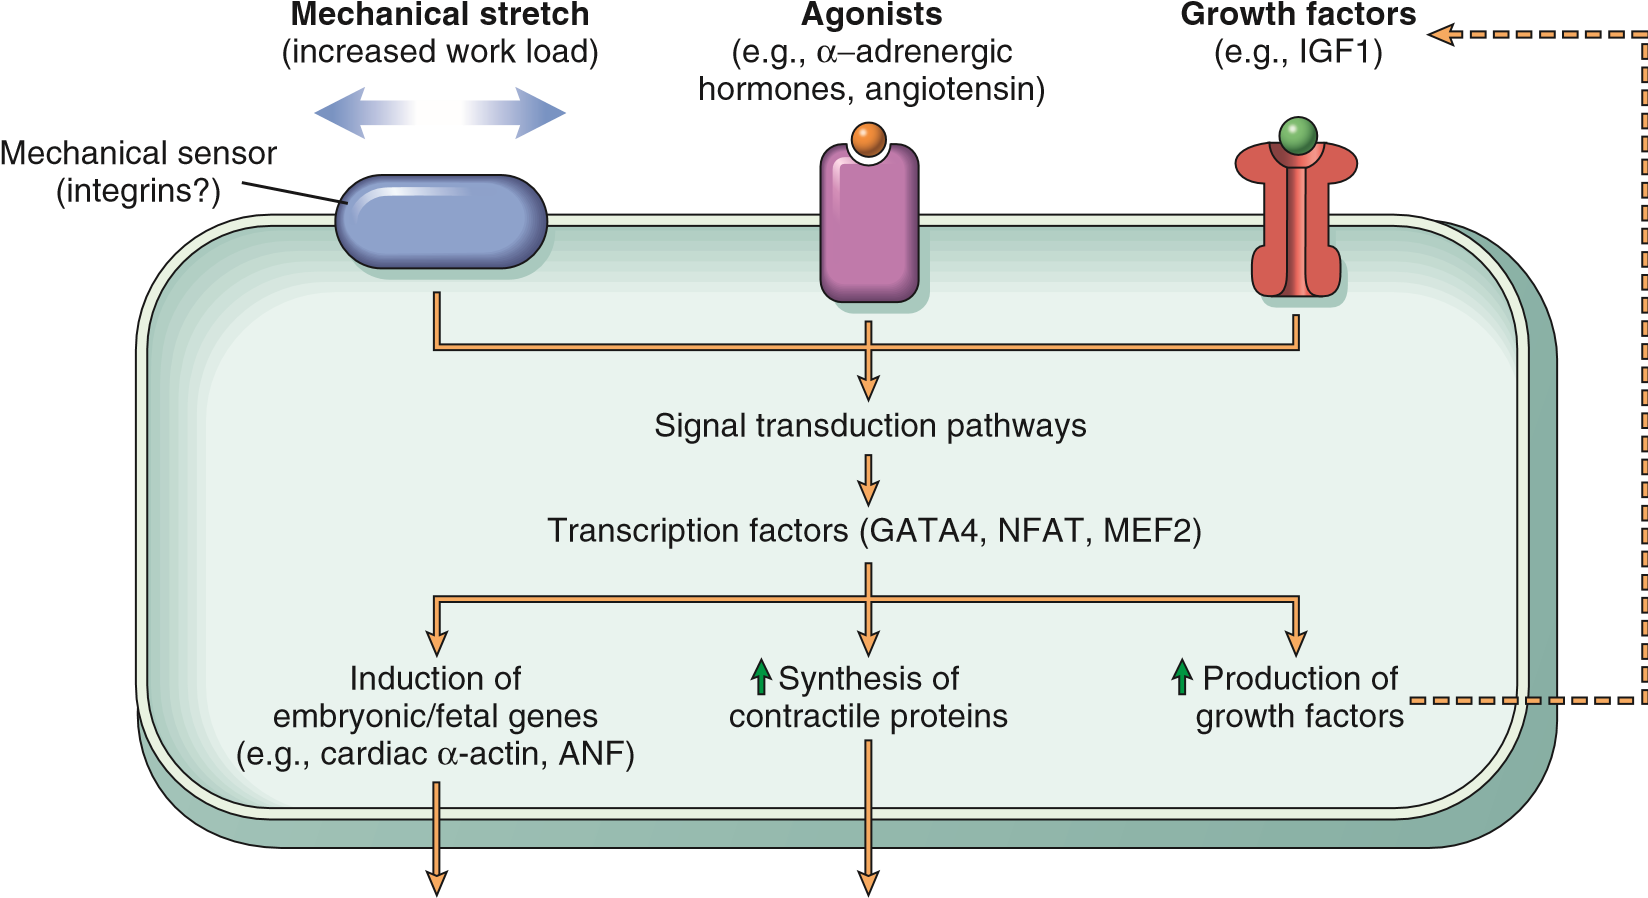 Mechanical stretch
(increased work load)
Agonists
(e.g., α–adrenergic
hormones, angiotensin)
Growth factors
(e.g., IGF1)
Mechanical sensor
(integrins?)
Signal transduction pathways
Transcription factors (GATA4, NFAT, MEF2)
Induction of
embryonic/fetal genes
(e.g., cardiac α-actin, ANF)
Synthesis of
contractile proteins
Production of
growth factors